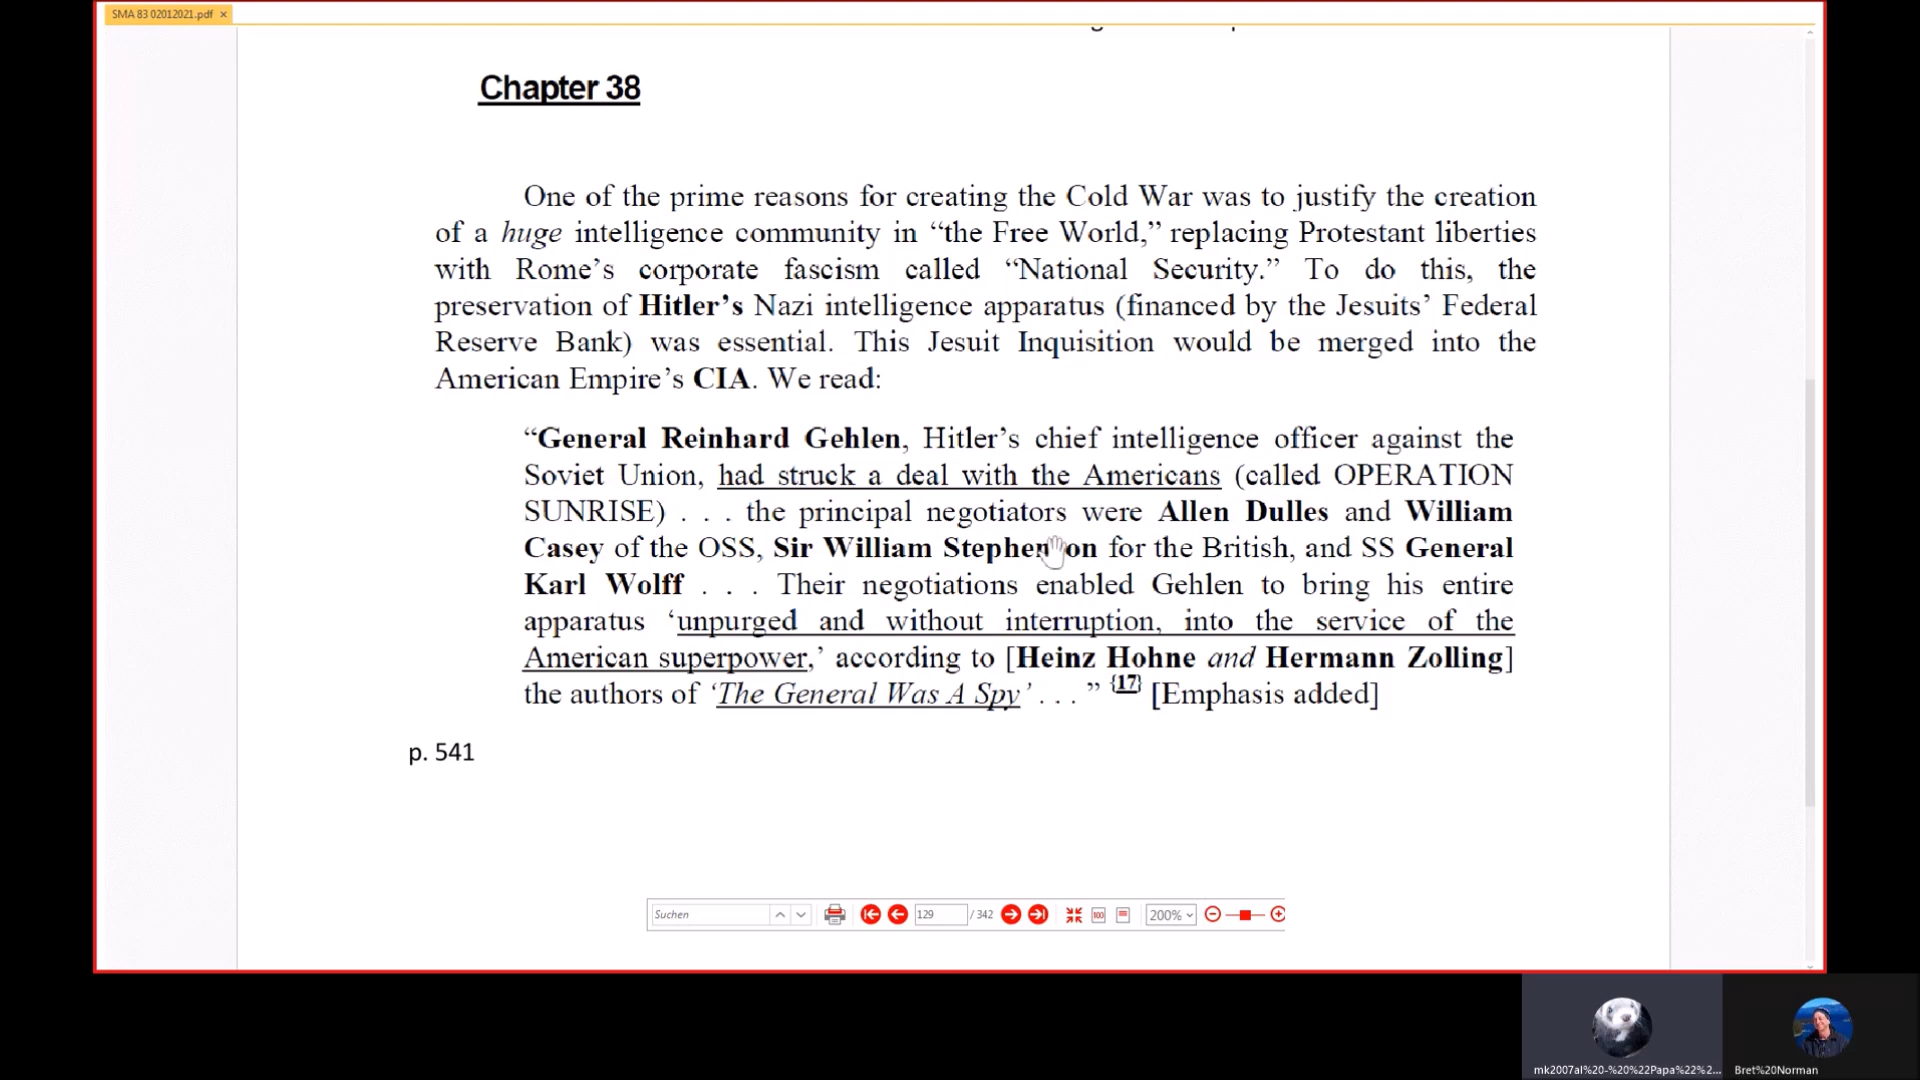 SMA 83 02012021.pdf ×
Chapter 38
One of the prime reasons for creating the Cold War was to justify the creation
of a huge intelligence community in “the Free World,” replacing Protestant liberties
with Rome’s corporate fascism called “National Security.” To do this, the
preservation of Hitler’s Nazi intelligence apparatus (financed by the Jesuits’ Federal
Reserve Bank) was essential. This Jesuit Inquisition would be merged into the
American Empire’s CIA. We read:
“General Reinhard Gehlen, Hitler’s chief intelligence officer against the
Soviet Union, had struck a deal with the Americans (called OPERATION
SUNRISE) . . . the principal negotiators were Allen Dulles and William
Casey of the OSS, Sir William Stephenson for the British, and SS General
Karl Wolff . . . Their negotiations enabled Gehlen to bring his entire
apparatus ‘unpurged and without interruption, into the service of the
American superpower,’ according to [Heinz Hohne and Hermann Zolling]
the authors of ‘The General Was A Spy’ . . . ” {17} [Emphasis added]
p. 541
Suchen 129 / 342 100 200%
mk2007al%20-%20%22Papa%22%2... Bret%20Norman